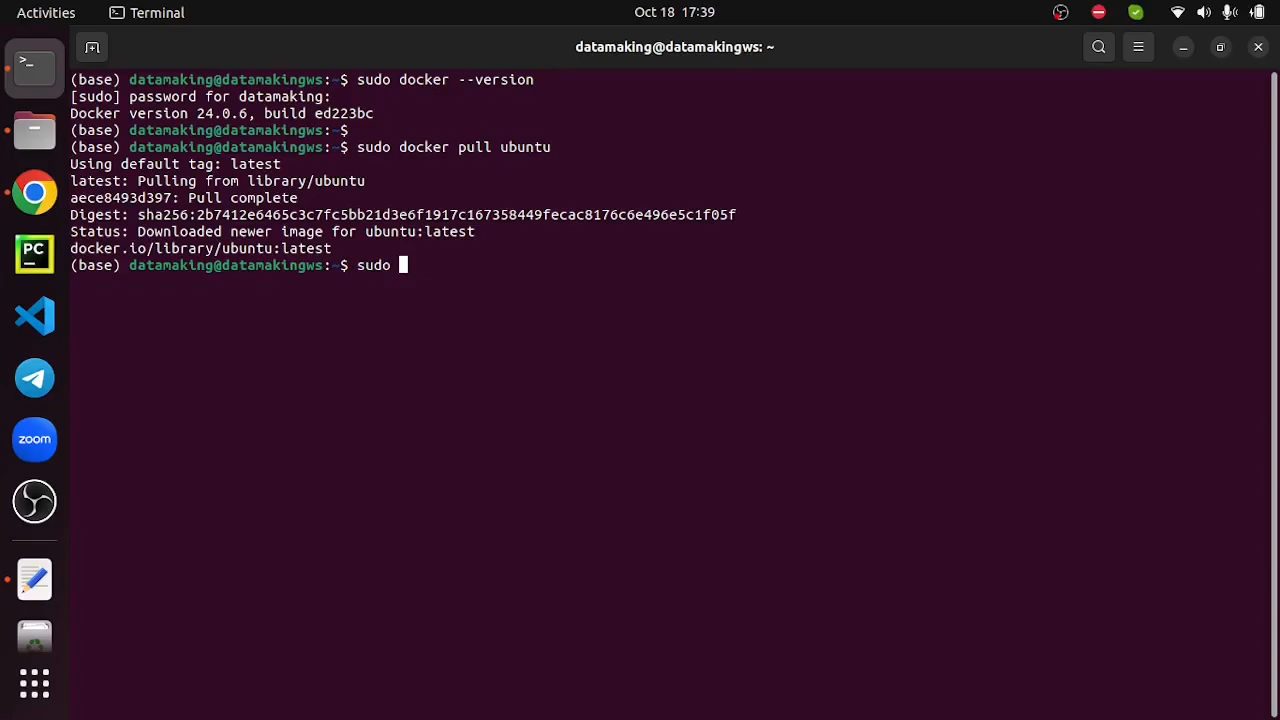 Activities
Terminal
Oct 18 17:39
datamaking@datamakingws: ~
(base) datamaking@datamakingws:~$ sudo docker --version
[sudo] password for datamaking:
Docker version 24.0.6, build ed223bc
(base) datamaking@datamakingws:~$
(base) datamaking@datamakingws:~$ sudo docker pull ubuntu
Using default tag: latest
latest: Pulling from library/ubuntu
aece8493d397: Pull complete
Digest: sha256:2b7412e6465c3c7fc5bb21d3e6f1917c167358449fecac8176c6e496e5c1f05f
Status: Downloaded newer image for ubuntu:latest
docker.io/library/ubuntu:latest
(base) datamaking@datamakingws:~$ sudo
PC
zoom